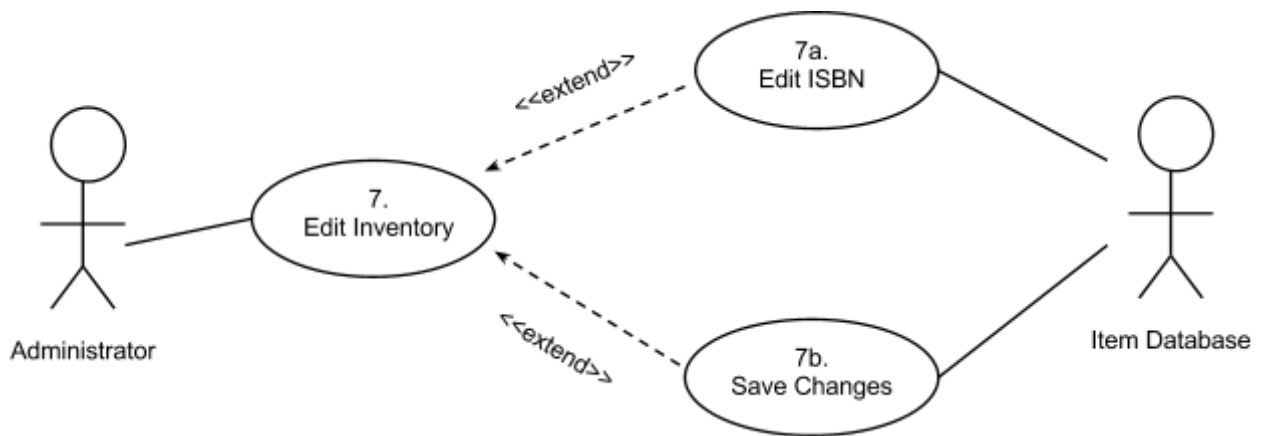 7a.
Edit ISBN
<<extend>>
7.
Edit Inventory
Administrator
<<extend>>
7b.
Save Changes
Item Database